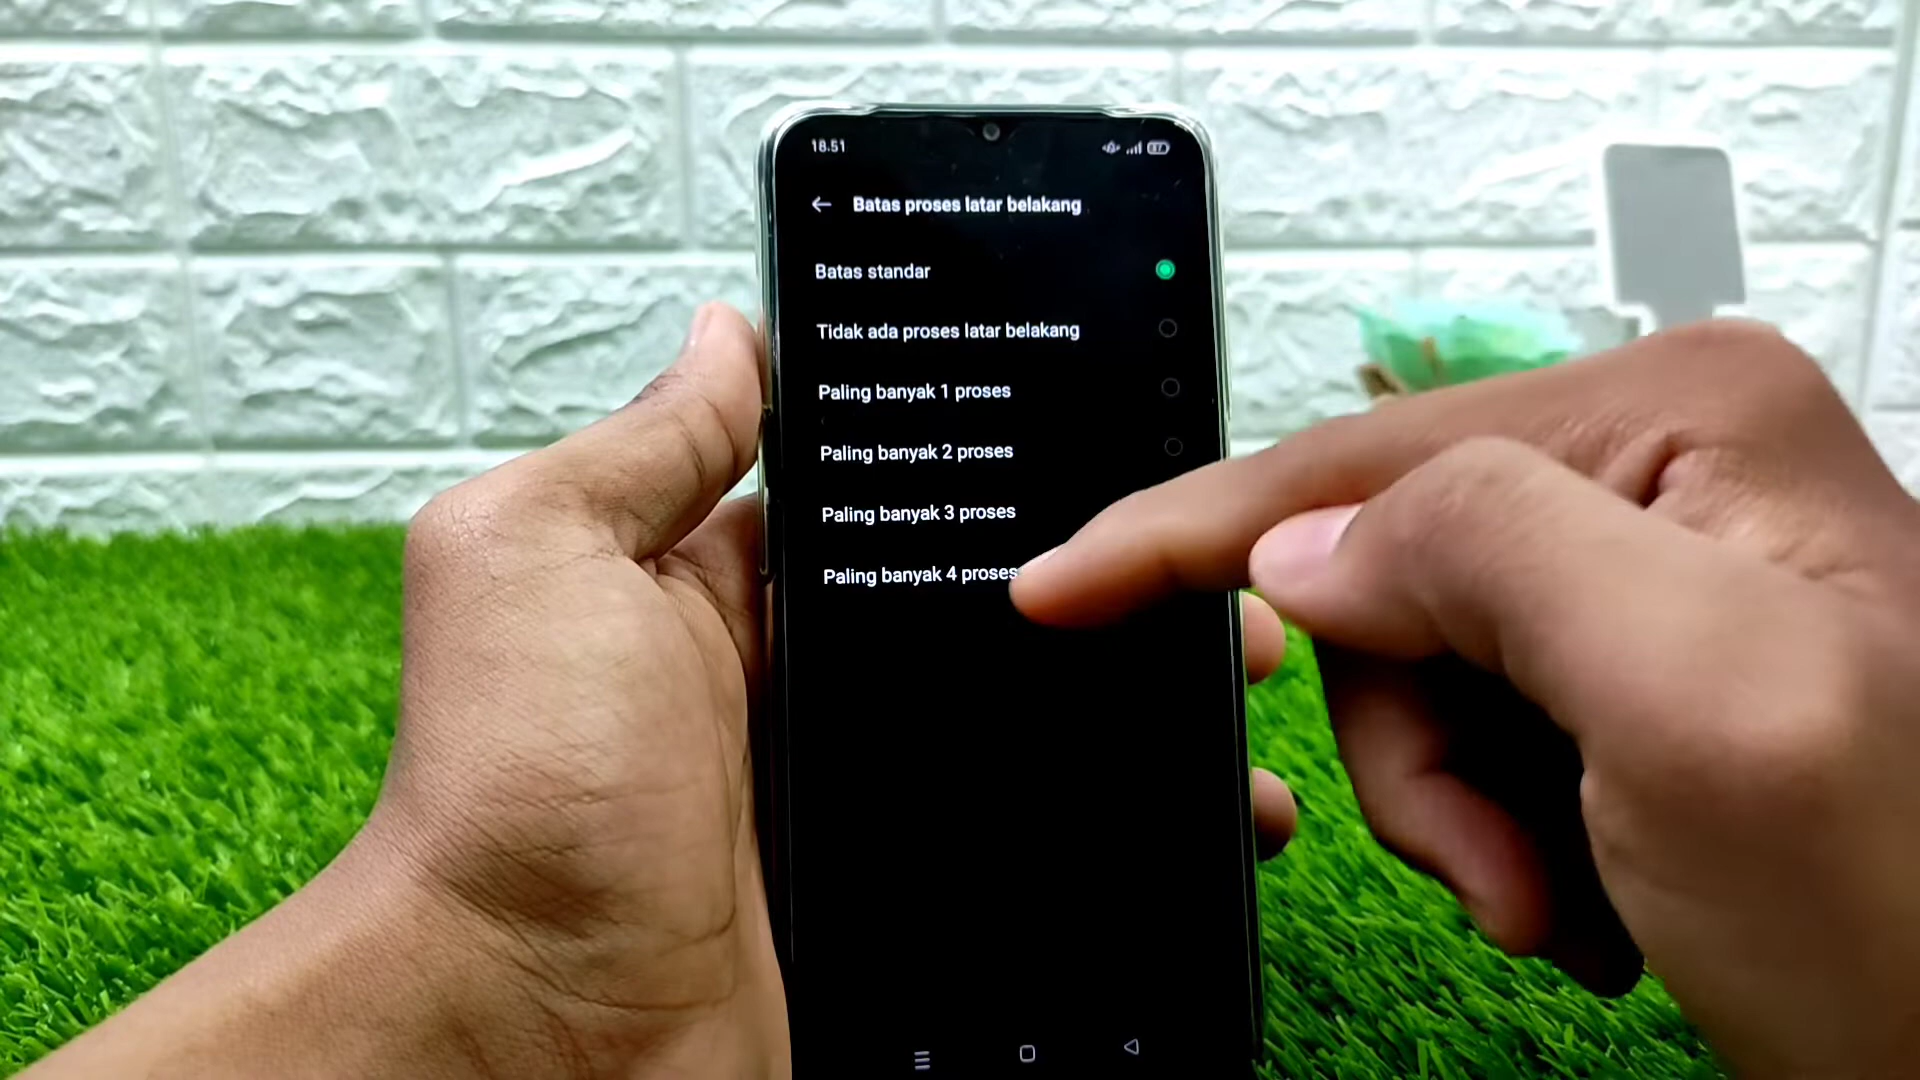 18.51
37
Batas proses latar belakang
Batas standar
Tidak ada proses latar belakang
Paling banyak 1 proses
Paling banyak 2 proses
Paling banyak 3 proses
Paling banyak 4 proses